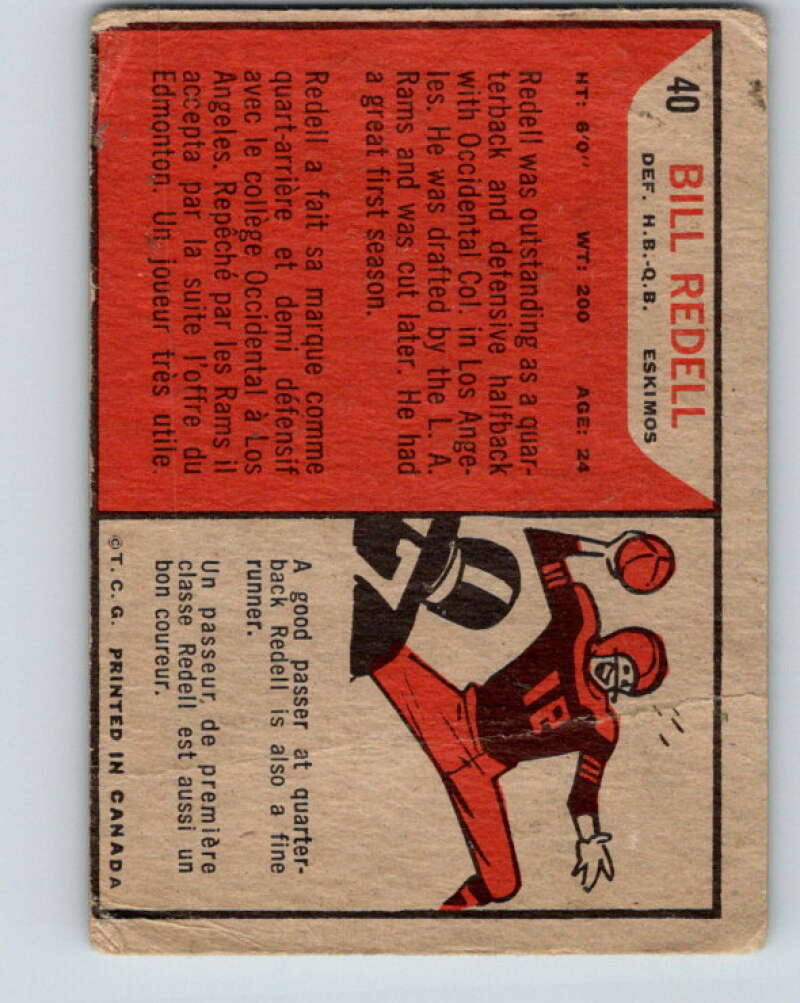 40 BILL REDELL
DEF. H.B.-Q.B. ESKIMOS
HT: 6'0" WT: 200 AGE: 24
Redell was outstanding as a quar-
terback and defensive halfback
with Occidental Col. in Los Ange-
les. He was drafted by the L. A.
Rams and was cut later. He had
a great first season.
Redell a fait sa marque comme
quart-arrière et demi défensif
avec le collège Occidental à Los
Angeles. Repêché par les Rams il
accepta par la suite l'offre du
Edmonton. Un joueur très utile.
12
A good passer at quarter-
back Redell is also a fine
runner.
Un passeur de première
classe Redell est aussi un
bon coureur.
©T.C.G. PRINTED IN CANADA